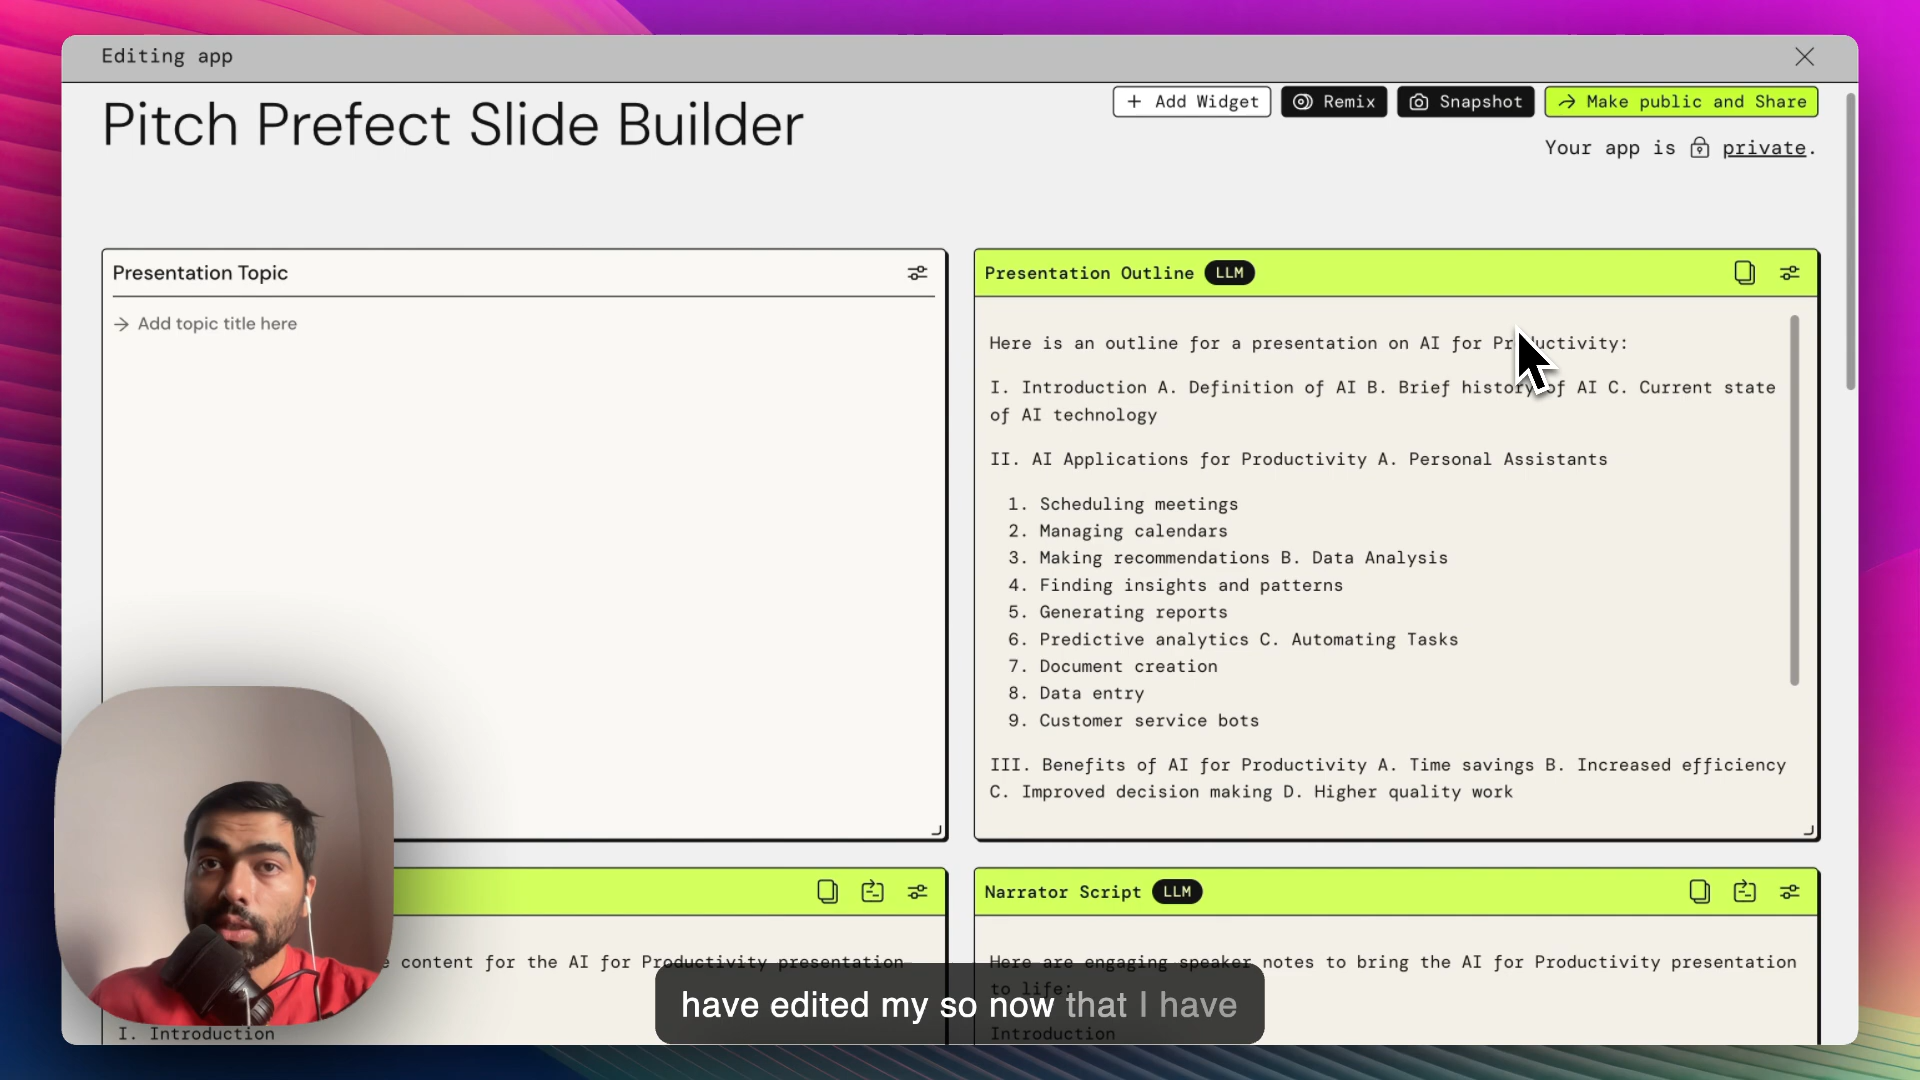 Editing app
Pitch Prefect Slide Builder
+ Add Widget
Remix
Snapshot
Make public and Share
Your app is private.
Presentation Topic
→ Add topic title here
Presentation Outline LLM
Here is an outline for a presentation on AI for Productivity:
I. Introduction A. Definition of AI B. Brief history of AI C. Current state
of AI technology
II. AI Applications for Productivity A. Personal Assistants
1. Scheduling meetings
2. Managing calendars
3. Making recommendations B. Data Analysis
4. Finding insights and patterns
5. Generating reports
6. Predictive analytics C. Automating Tasks
7. Document creation
8. Data entry
9. Customer service bots
III. Benefits of AI for Productivity A. Time savings B. Increased efficiency
C. Improved decision making D. Higher quality work
content for the AI for Productivity presentation
I. Introduction
Narrator Script LLM
Here are engaging speaker notes to bring the AI for Productivity presentation
to life:
Introduction
have edited my so now that I have